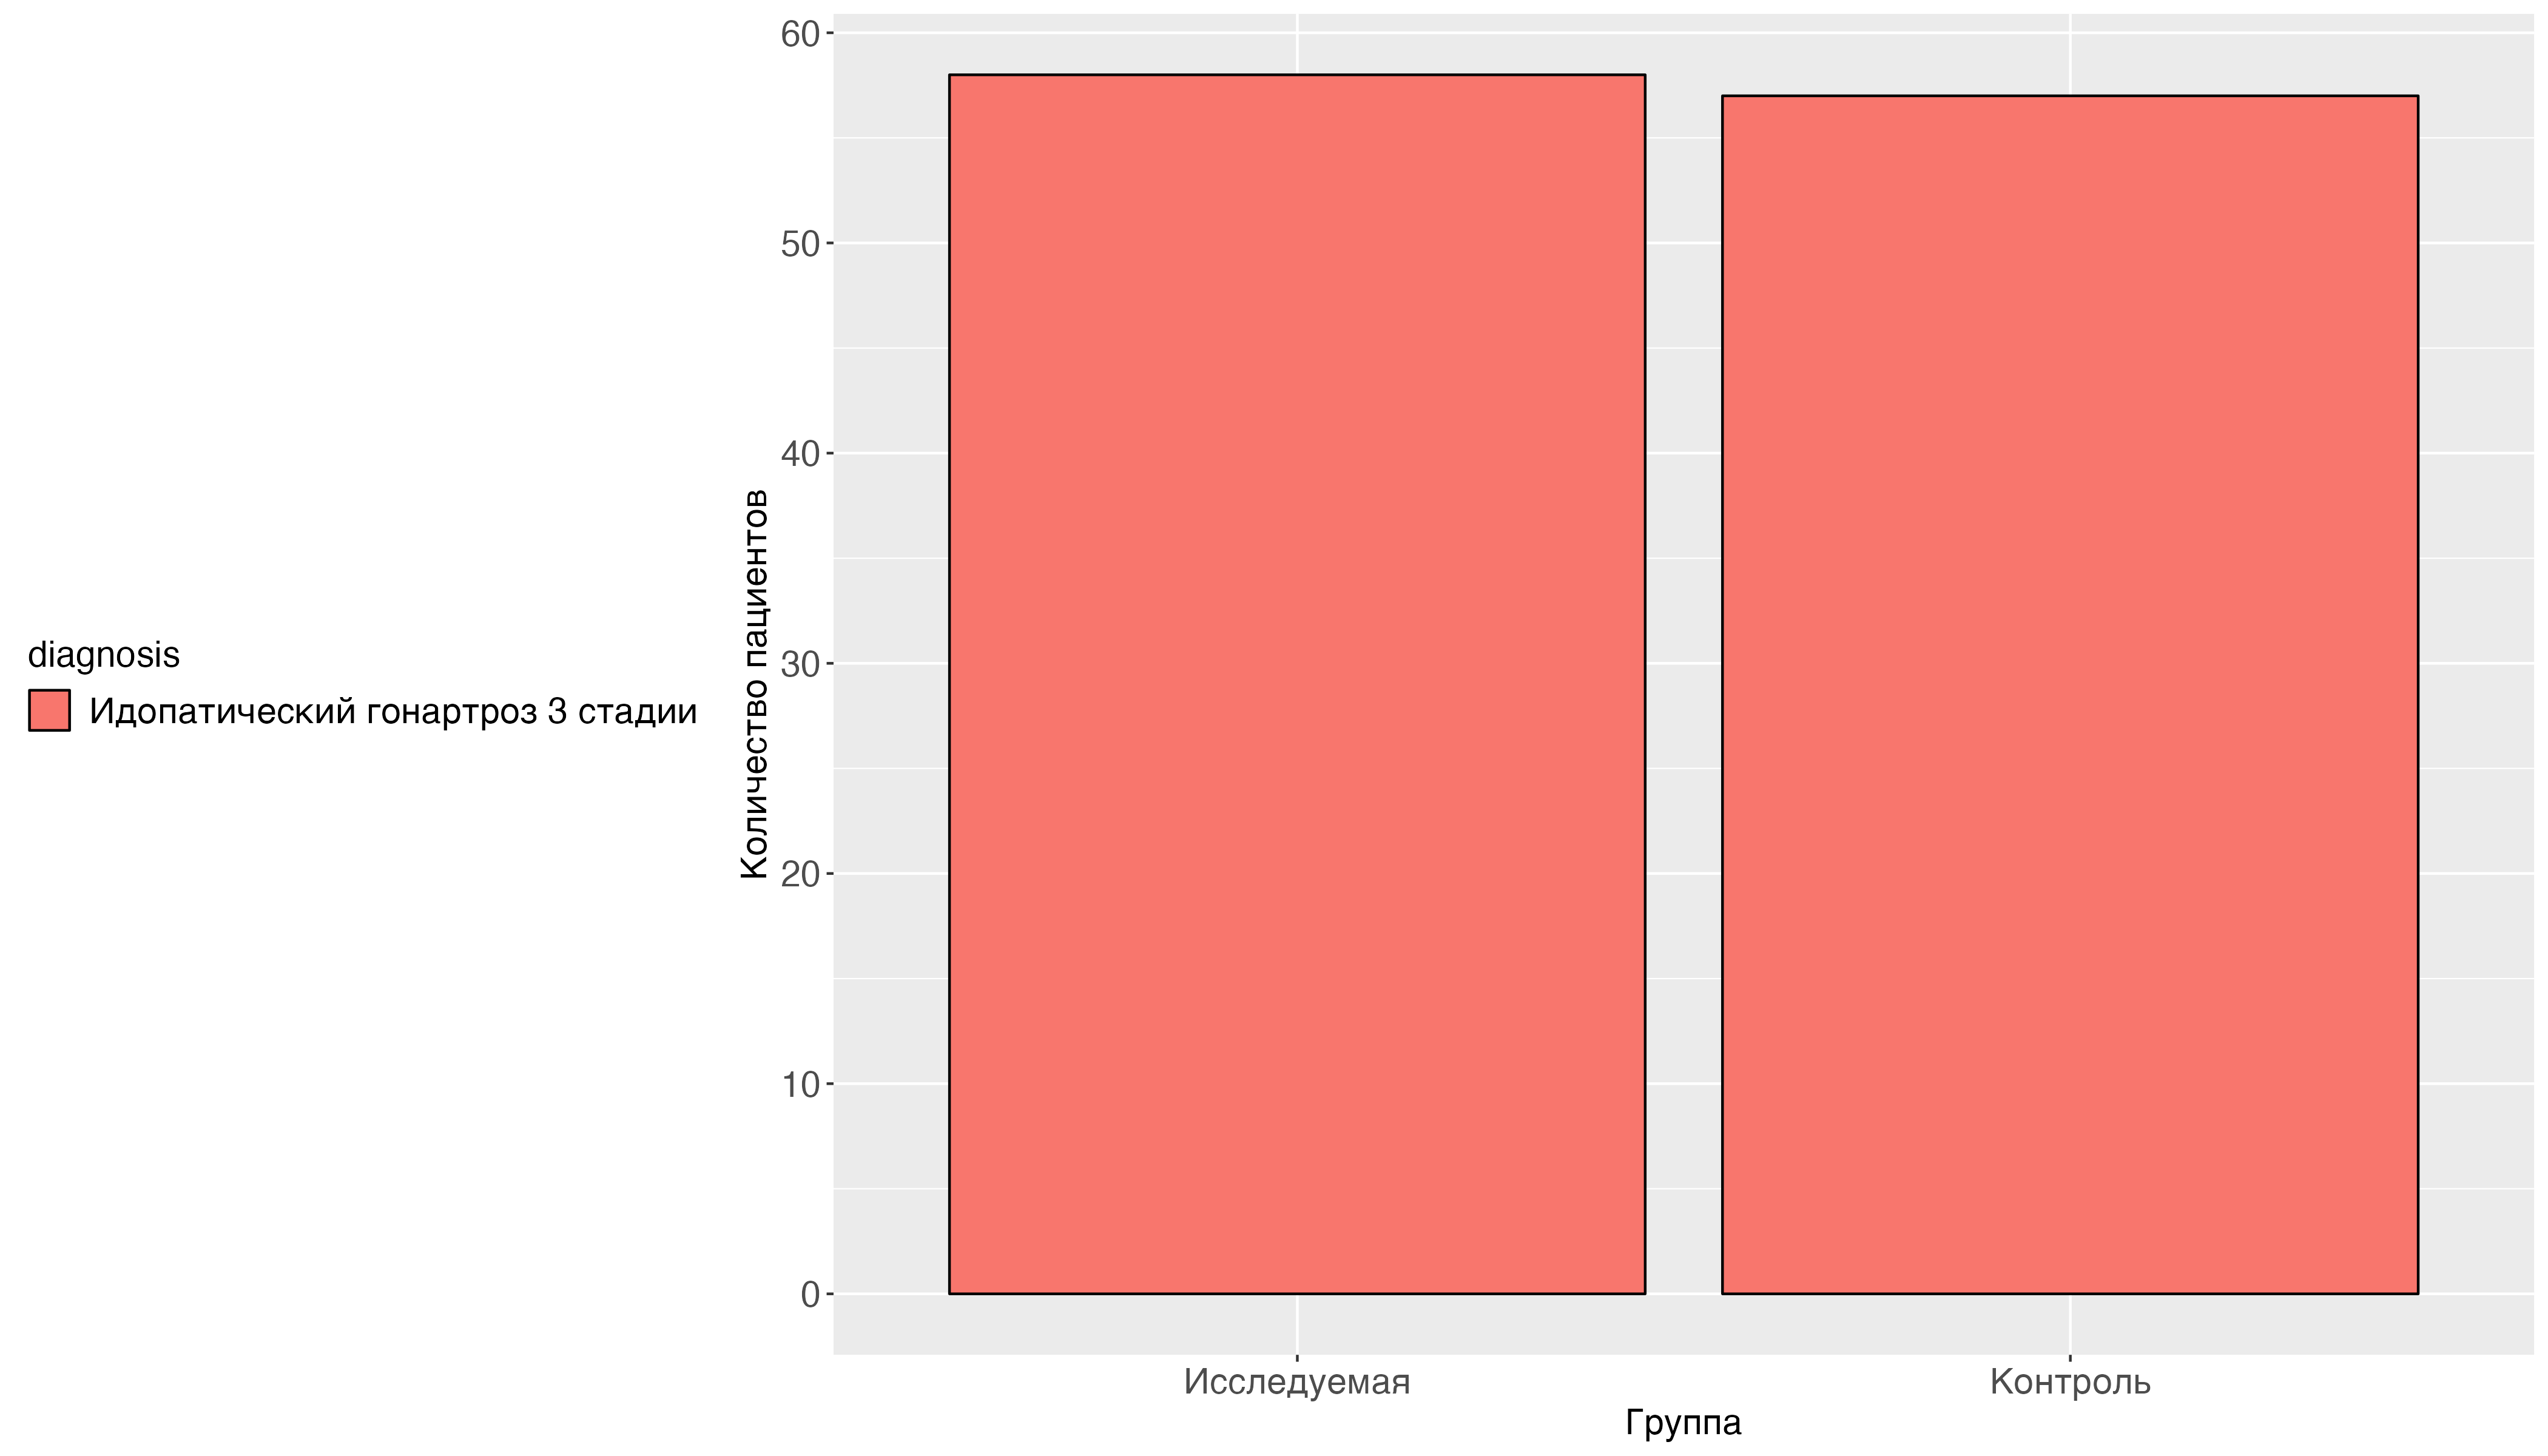 diagnosis
Идопатический гонартроз 3 стадии
Количество пациентов
60
50
40
30
20
10
0
Исследуемая
Контроль
Группа